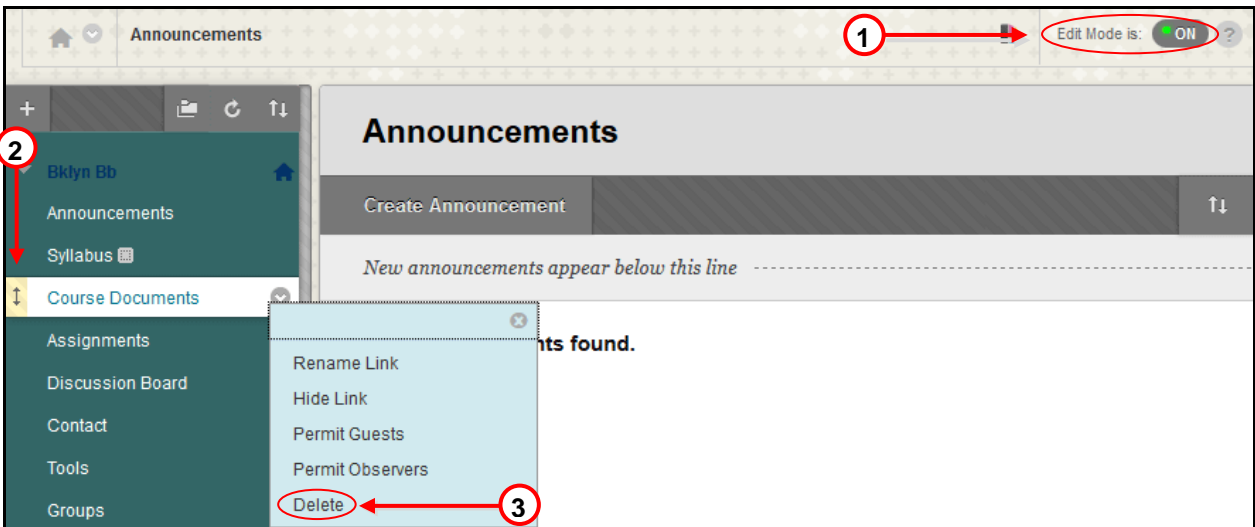 Announcements
1
Edit Mode is: ON ?
2
Bklyn Bb
Announcements
Syllabus
Course Documents
Assignments
Discussion Board
Contact
Tools
Groups
Announcements
Create Announcement
New announcements appear below this line
found.
Rename Link
Hide Link
Permit Guests
Permit Observers
Delete
3